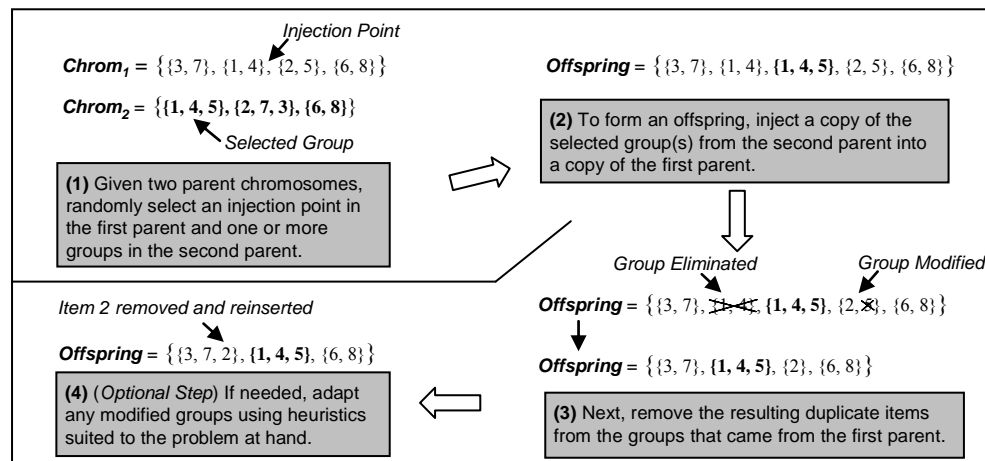 Injection Point
Chrom1 = {{3, 7}, {1, 4}, {2, 5}, {6, 8}}
Chrom2 = {{1, 4, 5}, {2, 7, 3}, {6, 8}}
Selected Group
(1) Given two parent chromosomes,
randomly select an injection point in
the first parent and one or more
groups in the second parent.
Offspring = {{3, 7}, {1, 4}, {1, 4, 5}, {2, 5}, {6, 8}}
(2) To form an offspring, inject a copy of the
selected group(s) from the second parent into
a copy of the first parent.
Group Eliminated
Group Modified
Offspring = {{3, 7}, {1, 4}, {1, 4, 5}, {2, 5}, {6, 8}}
Offspring = {{3, 7}, {1, 4, 5}, {2}, {6, 8}}
(3) Next, remove the resulting duplicate items
from the groups that came from the first parent.
Item 2 removed and reinserted
Offspring = {{3, 7, 2}, {1, 4, 5}, {6, 8}}
(4) (Optional Step) If needed, adapt
any modified groups using heuristics
suited to the problem at hand.